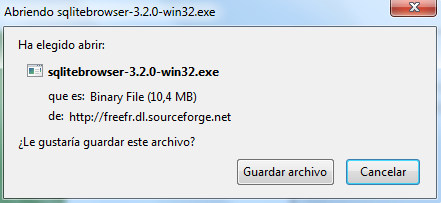 Abriendo sqlitebrowser-3.2.0-win32.exe
Ha elegido abrir:
sqlitebrowser-3.2.0-win32.exe
que es: Binary File (10,4 MB)
de: http://freefr.dl.sourceforge.net
¿Le gustaría guardar este archivo?
Guardar archivo Cancelar